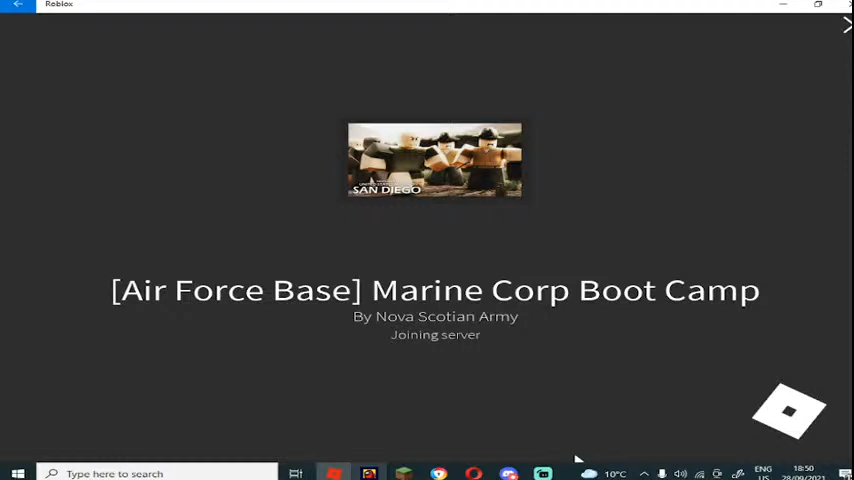 Roblox
SAN DIEGO
[Air Force Base] Marine Corp Boot Camp
By Nova Scotian Army
Joining server
Type here to search
10°C
ENG
US
18:50
28/09/2021